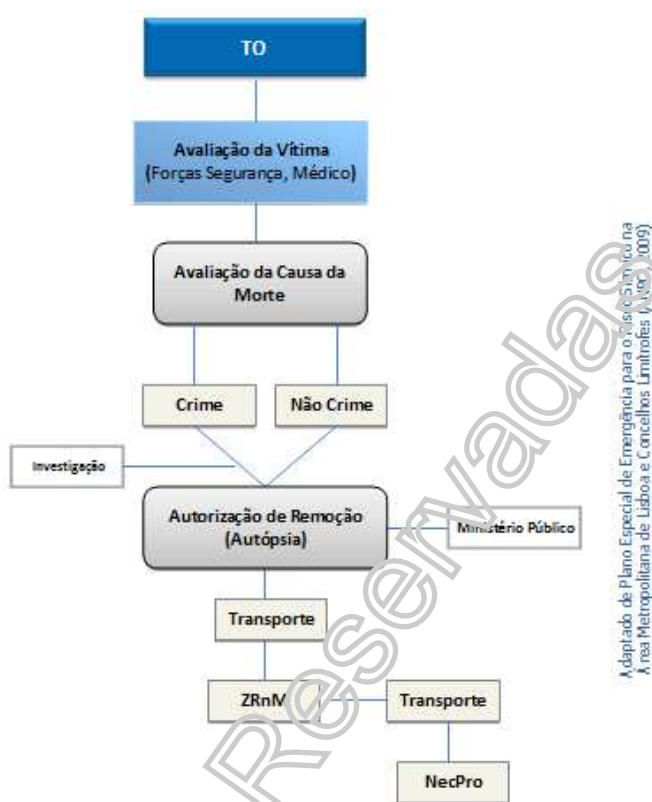 TO
Avaliação da Vítima
(Forças Segurança, Médico)
Avaliação da Causa da
Morte
Crime
Não Crime
Investigação
Autorização de Remoção
(Autópsia)
Ministério Público
Transporte
ZRnM
Transporte
NecPro
Adaptado de Plano Especial de Emergência para o Risco Sísmico na
Área Metropolitana de Lisboa e Concelhos Limítrofes 2009)
Reservadas